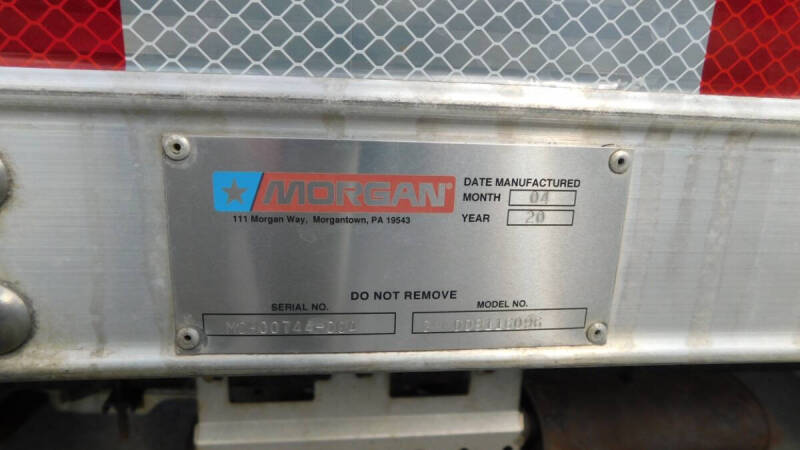 MORGAN®
111 Morgan Way, Morgantown, PA 19543
DATE MANUFACTURED
MONTH 04
YEAR 20
DO NOT REMOVE
SERIAL NO.
MODEL NO.